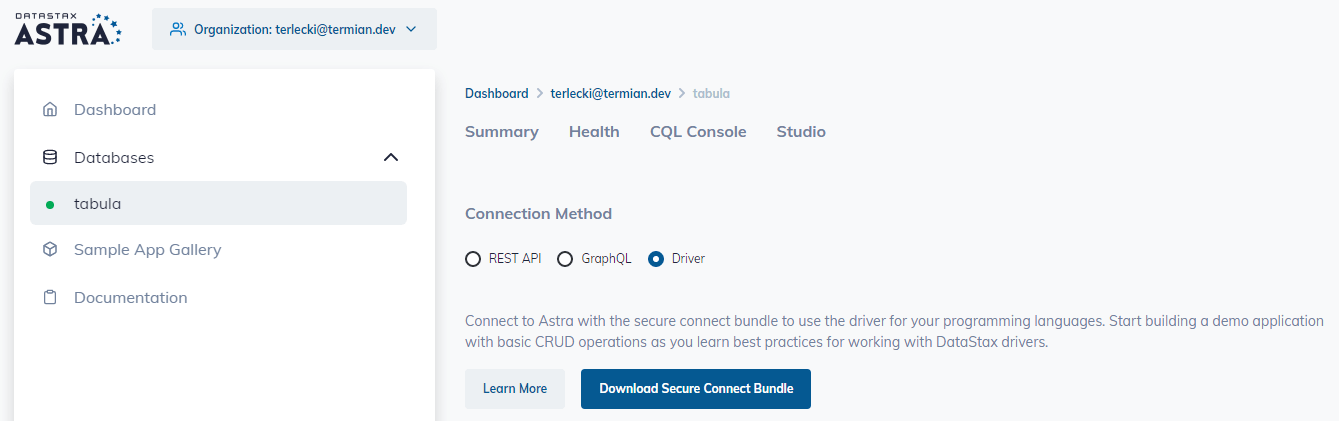 DATASTAX
ASTRA
Organization: terlecki@termian.dev
Dashboard
Databases
tabula
Sample App Gallery
Documentation
Dashboard > terlecki@termian.dev > tabula
Summary Health CQL Console Studio
Connection Method
REST API GraphQL Driver
Connect to Astra with the secure connect bundle to use the driver for your programming languages. Start building a demo application
with basic CRUD operations as you learn best practices for working with DataStax drivers.
Learn More Download Secure Connect Bundle